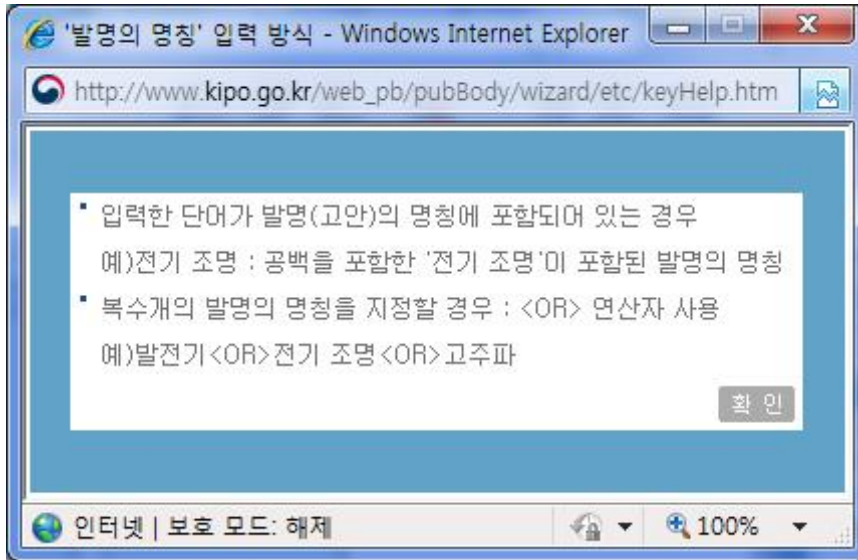 '발명의 명칭' 입력 방식 - Windows Internet Explorer
http://www.kipo.go.kr/web_pb/pubBody/wizard/etc/keyHelp.htm
입력한 단어가 발명(고안)의 명칭에 포함되어 있는 경우
예)전기 조명 : 공백을 포함한 '전기 조명'이 포함된 발명의 명칭
복수개의 발명의 명칭을 지정할 경우 : <OR> 연산자 사용
예)발전기<OR>전기 조명<OR>고주파
확 인
인터넷 | 보호 모드: 해제 100%